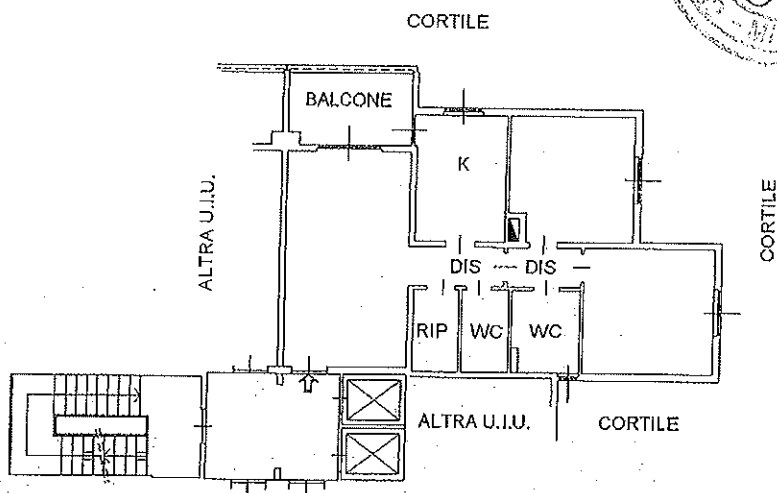 CORTILE
BALCONE
K
ALTRA U.I.U.
CORTILE
DIS
DIS
RIP
WC
WC
ALTRA U.I.U.
CORTILE